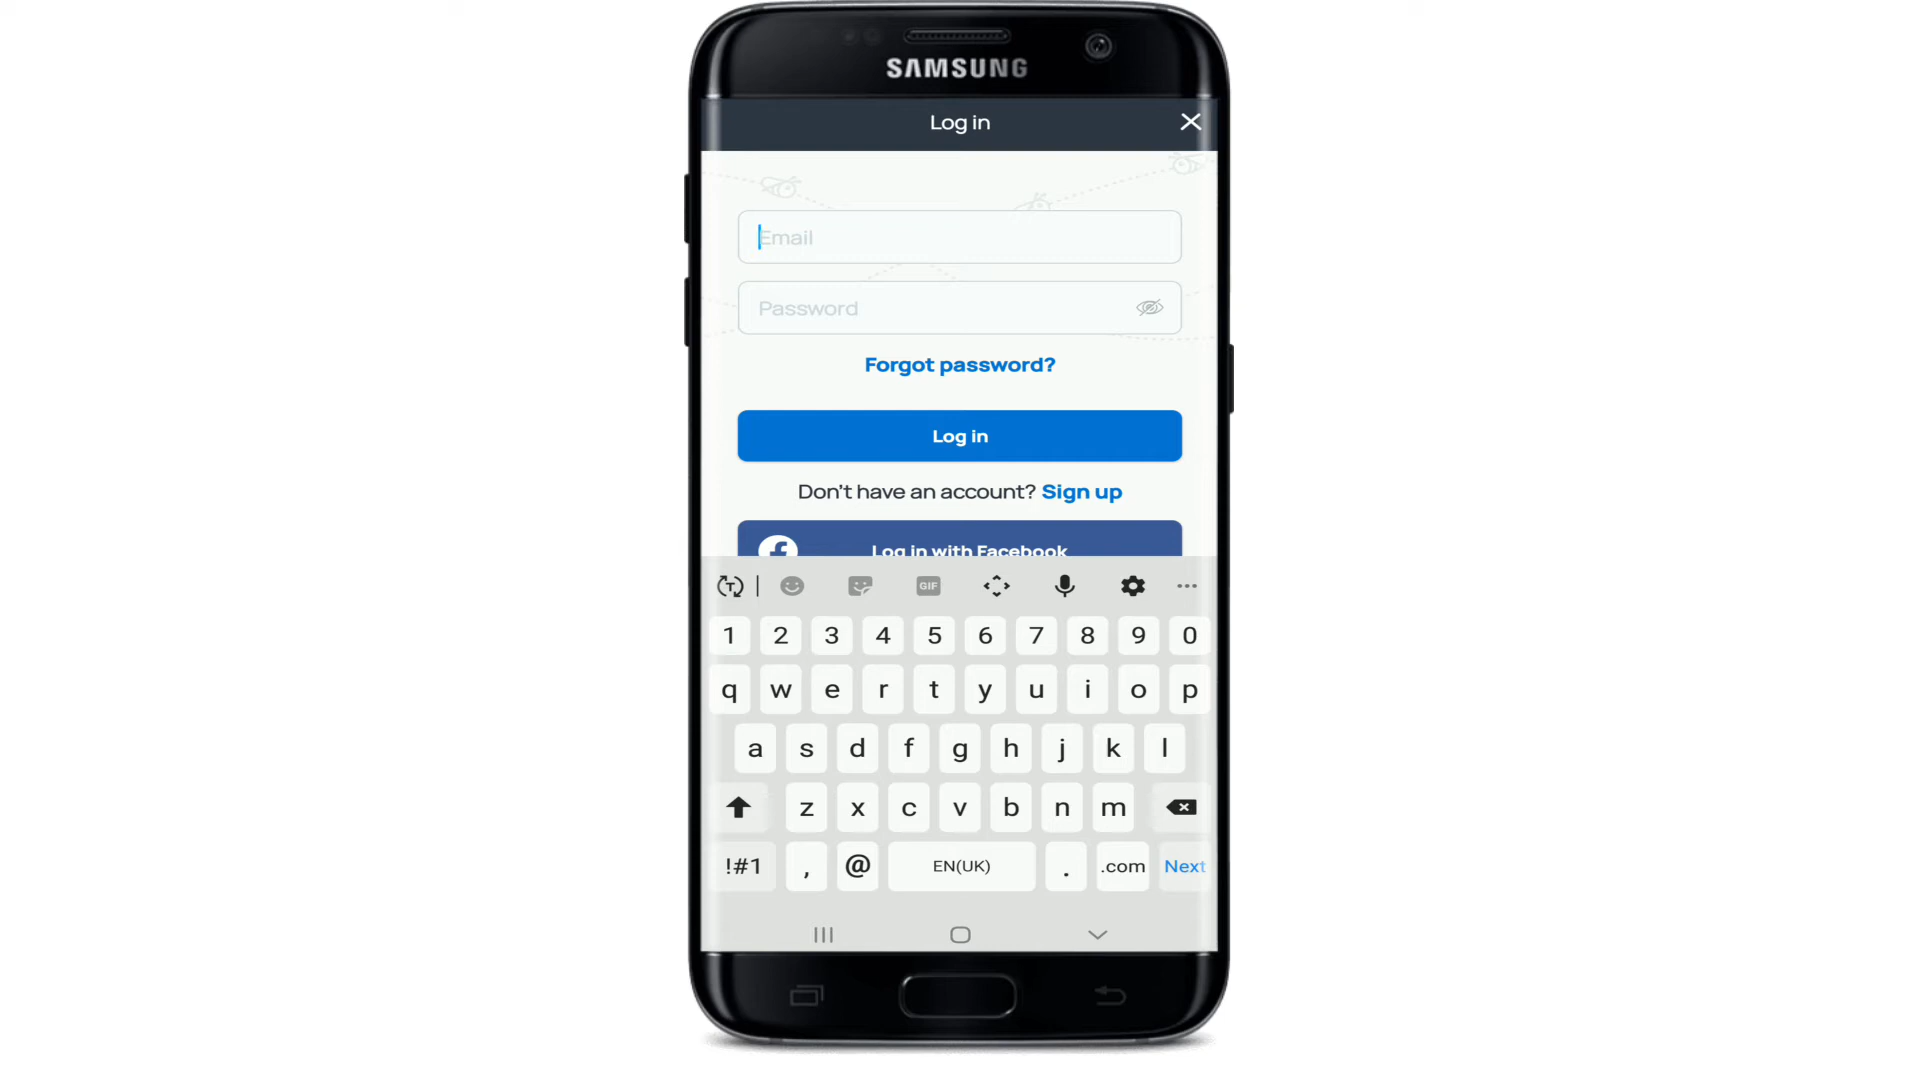 SAMSUNG
Log in
Email
Password
Forgot password?
Log in
Don't have an account? Sign up
Log in with Facebook
T GIF
1 2 3 4 5 6 7 8 9 0
q w e r t y u i o p
a s d f g h j k l
z x c v b n m
!#1 , @ EN(UK) . .com Next